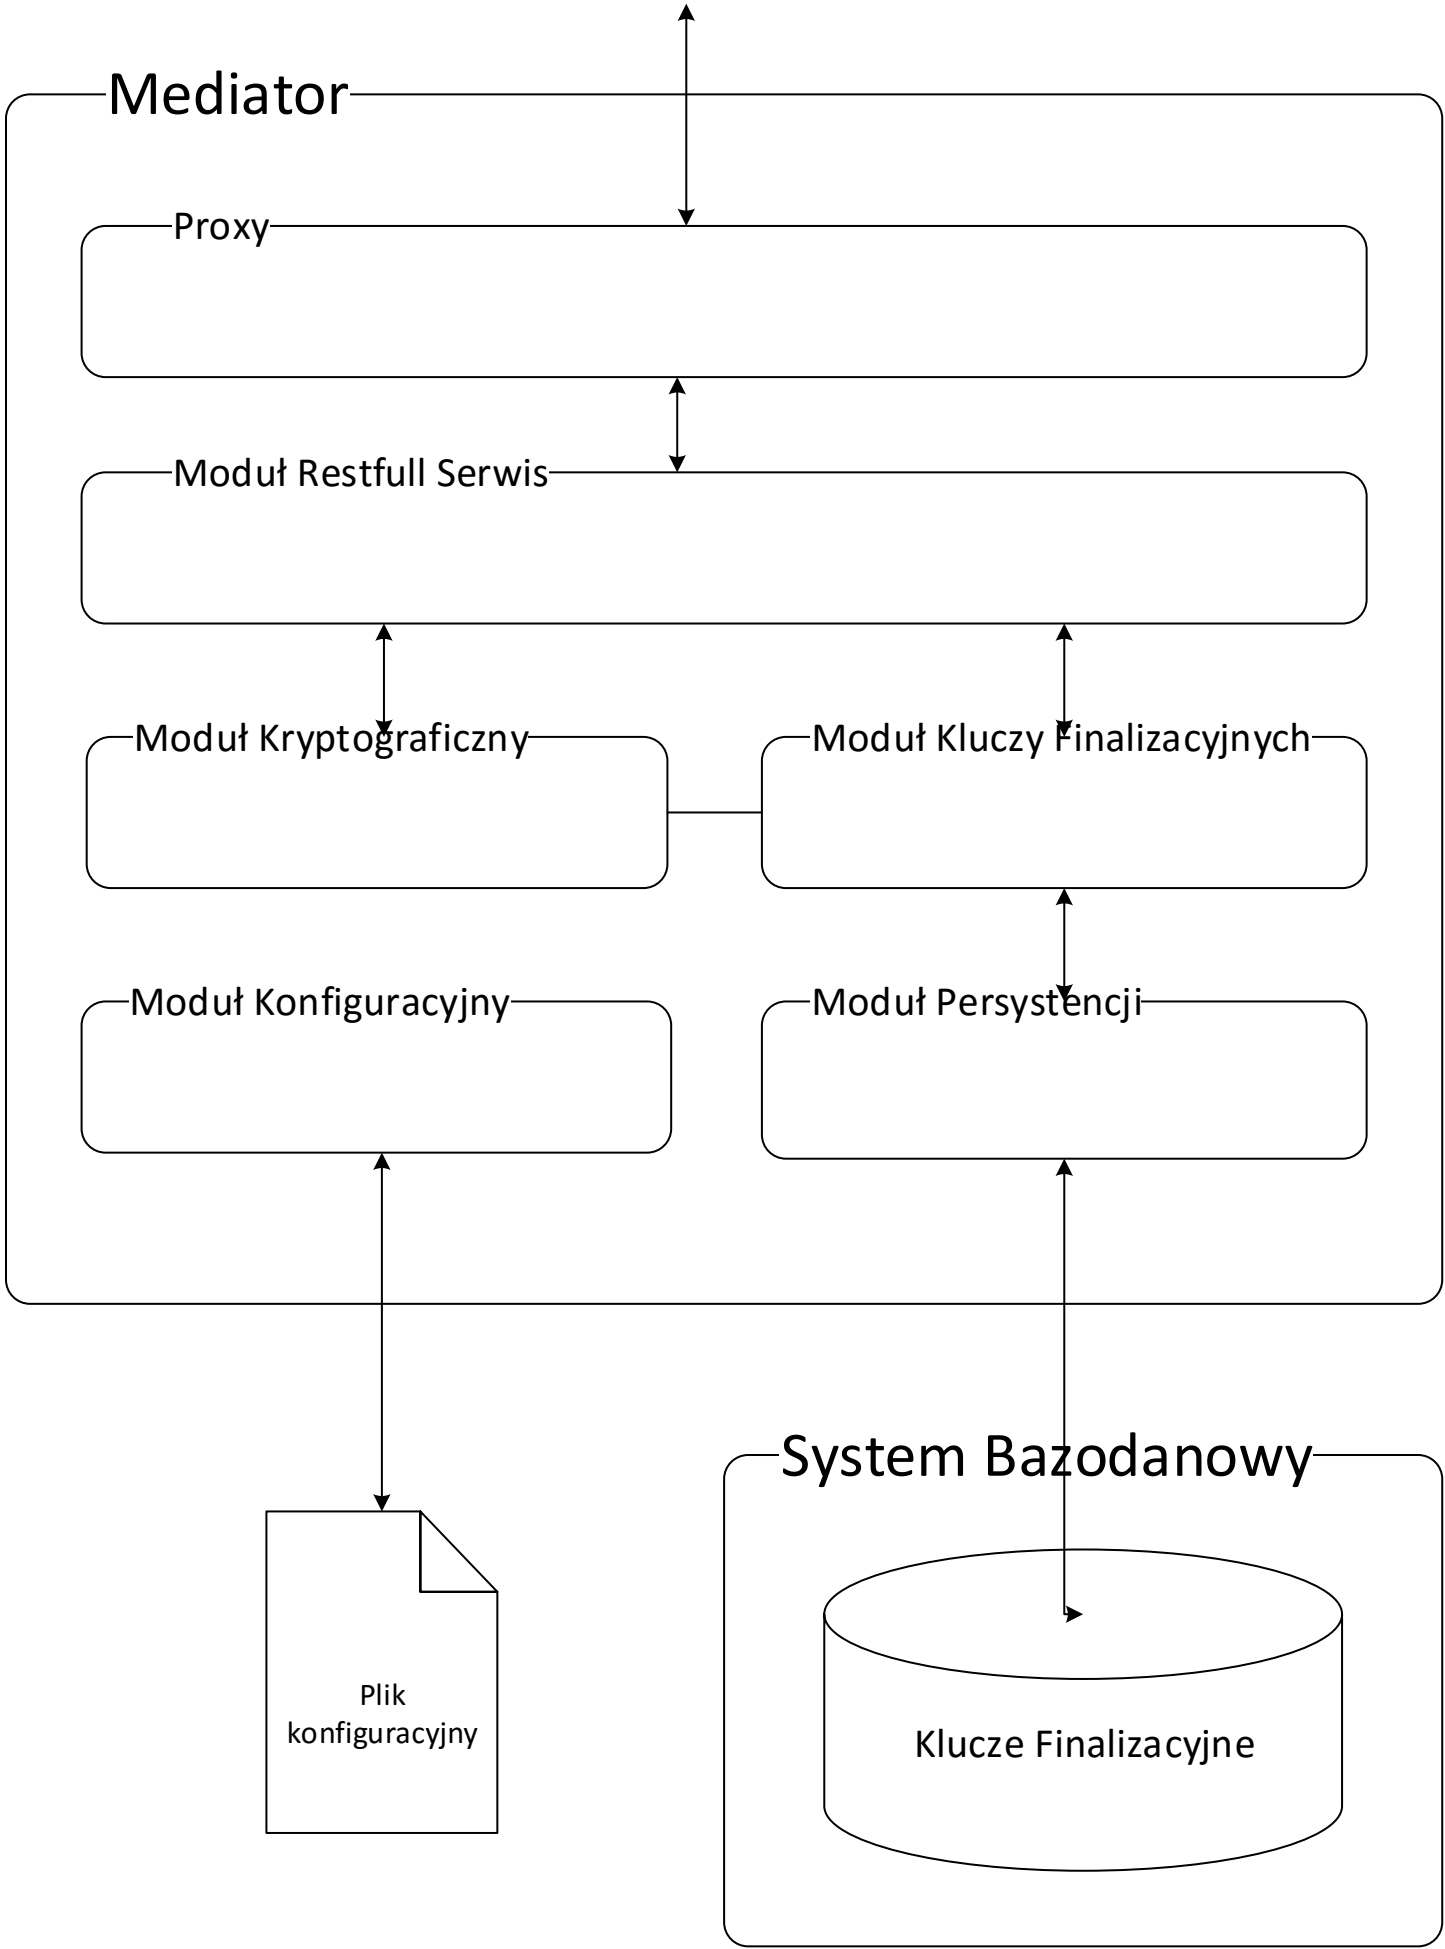 Mediator
Proxy
Moduł Restfull Serwis
Moduł Kryptograficzny
Moduł Kluczy Finalizacyjnych
Moduł Konfiguracyjny
Moduł Persystencji
System Bazodanowy
Plik
konfiguracyjny
Klucze Finalizacyjne